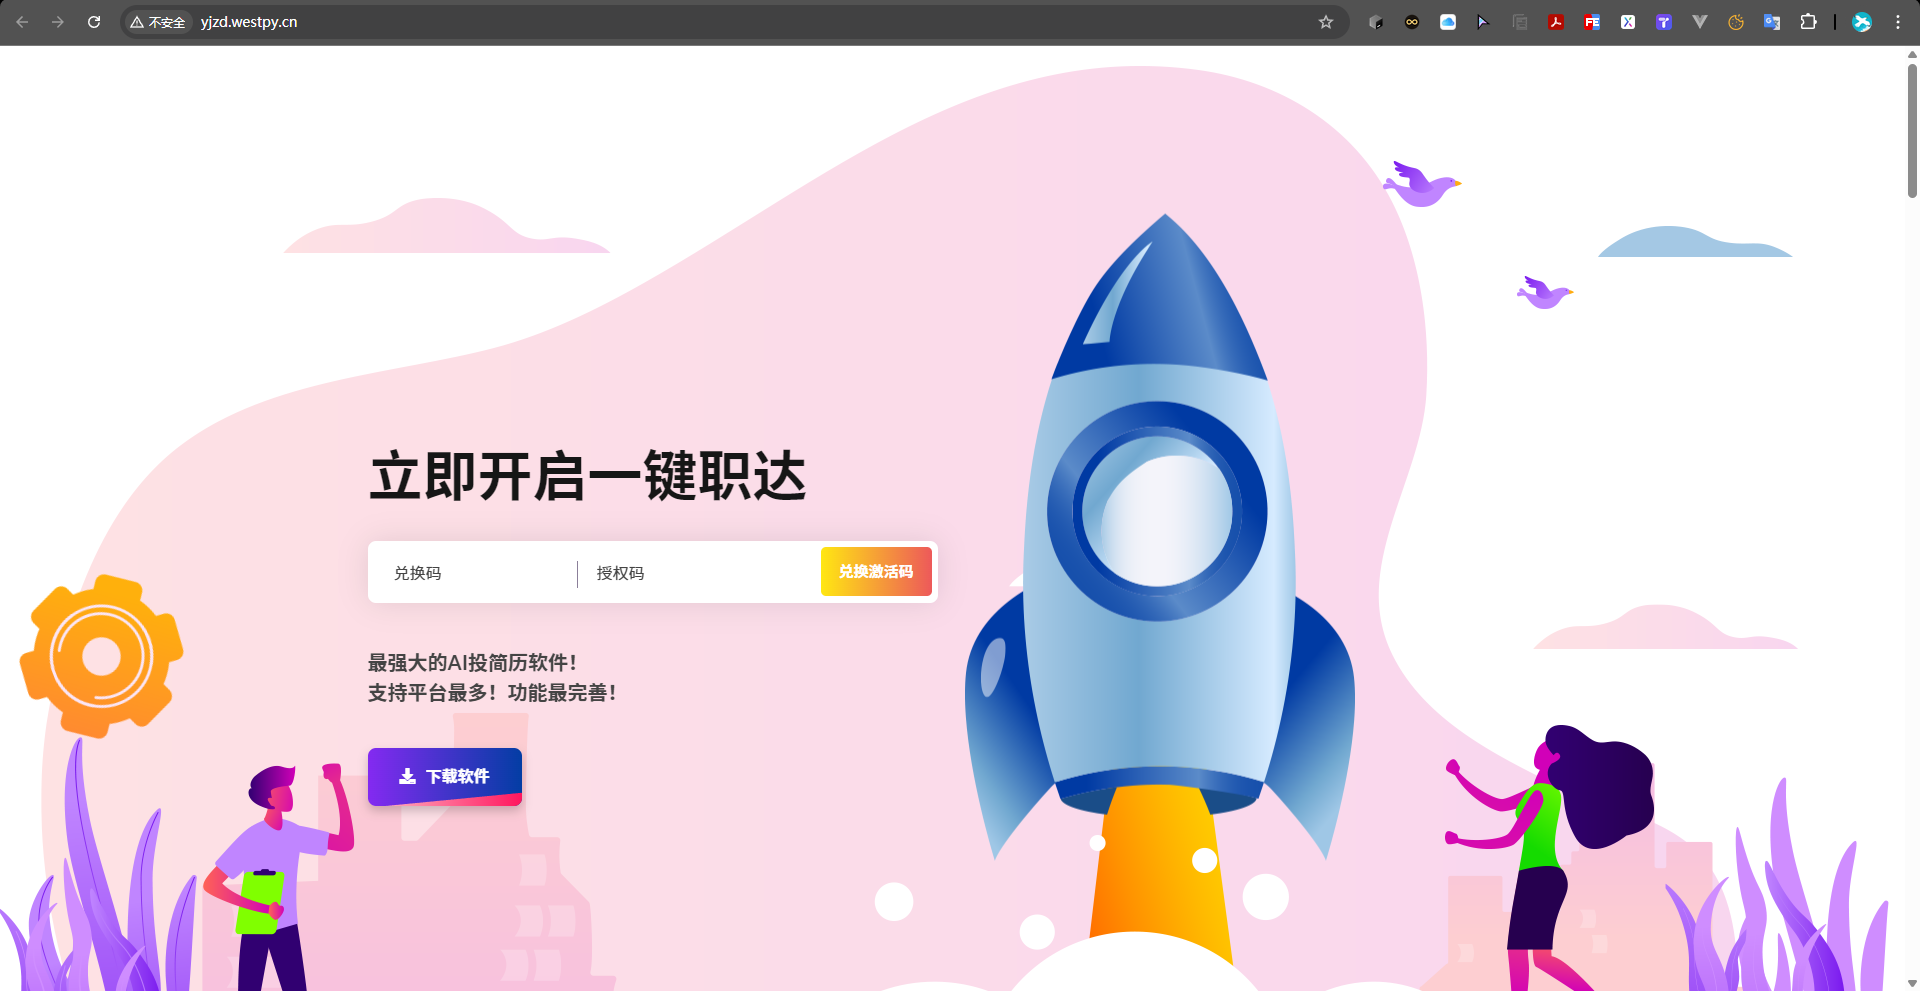 不安全
yjzd.westpy.cn
立即开启一键职达
兑换码
授权码
兑换激活码
最强大的AI投简历软件！
支持平台最多！功能最完善！
下载软件